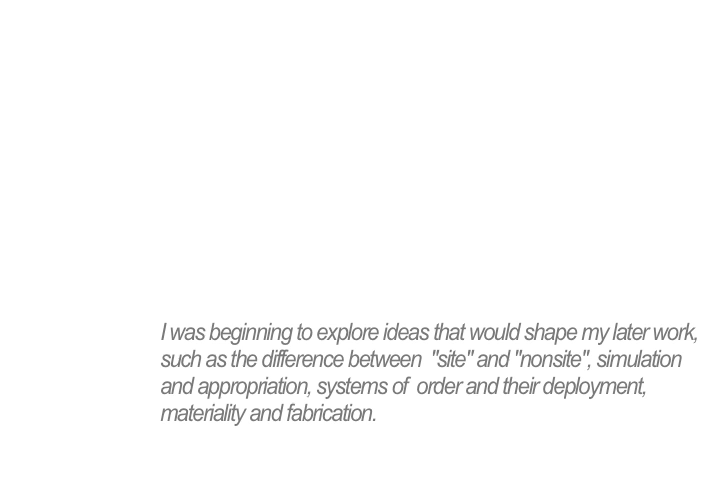 I was beginning to explore ideas that would shape my later work,
such as the difference between "site" and "nonsite", simulation
and appropriation, systems of order and their deployment,
materiality and fabrication.